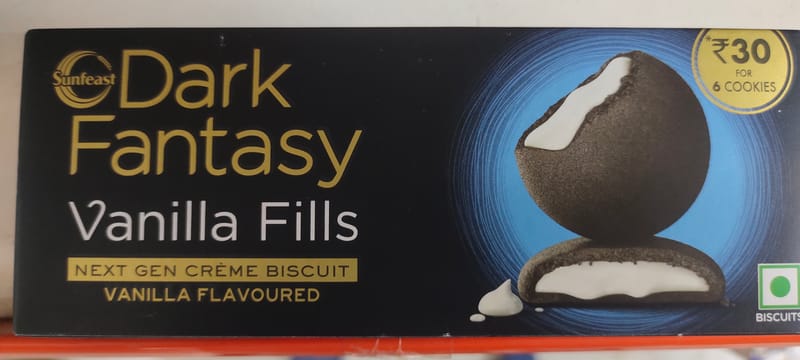 Sunfeast
Dark
Fantasy
Vanilla Fills
NEXT GEN CRÈME BISCUIT
VANILLA FLAVOURED
*₹30
FOR
6 COOKIES
BISCUITS